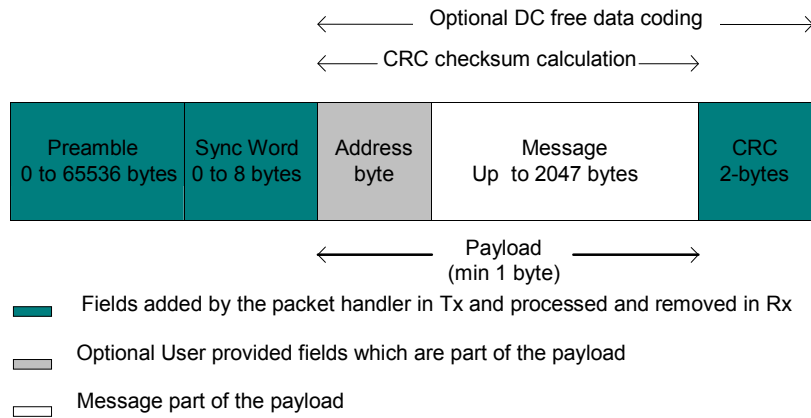 Optional DC free data coding
CRC checksum calculation
Preamble
0 to 65536 bytes
Sync Word
0 to 8 bytes
Address
byte
Message
Up to 2047 bytes
CRC
2-bytes
Payload
(min 1 byte)
Fields added by the packet handler in Tx and processed and removed in Rx
Optional User provided fields which are part of the payload
Message part of the payload